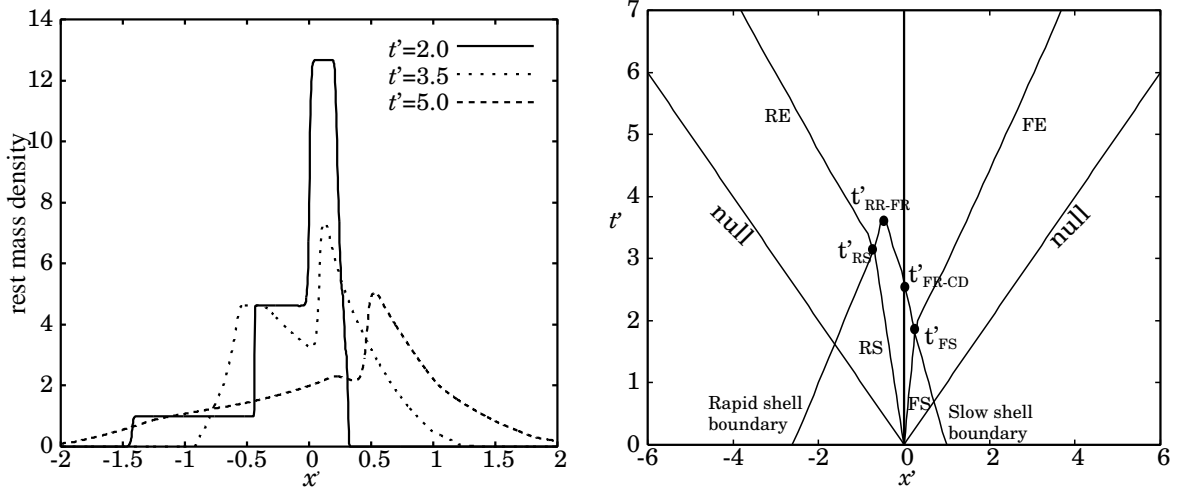 14
12
10
8
6
4
2
0
rest mass density
-2
-1.5
-1
-0.5
0
0.5
1
1.5
2
x'
t'=2.0
t'=3.5
t'=5.0
7
6
5
4
3
2
1
0
t'
-6
-4
-2
0
2
4
6
x'
RE
FE
null
null
t'RR-FR
t'RS
t'FR-CD
t'FS
RS
FS
Rapid shell
boundary
Slow shell
boundary